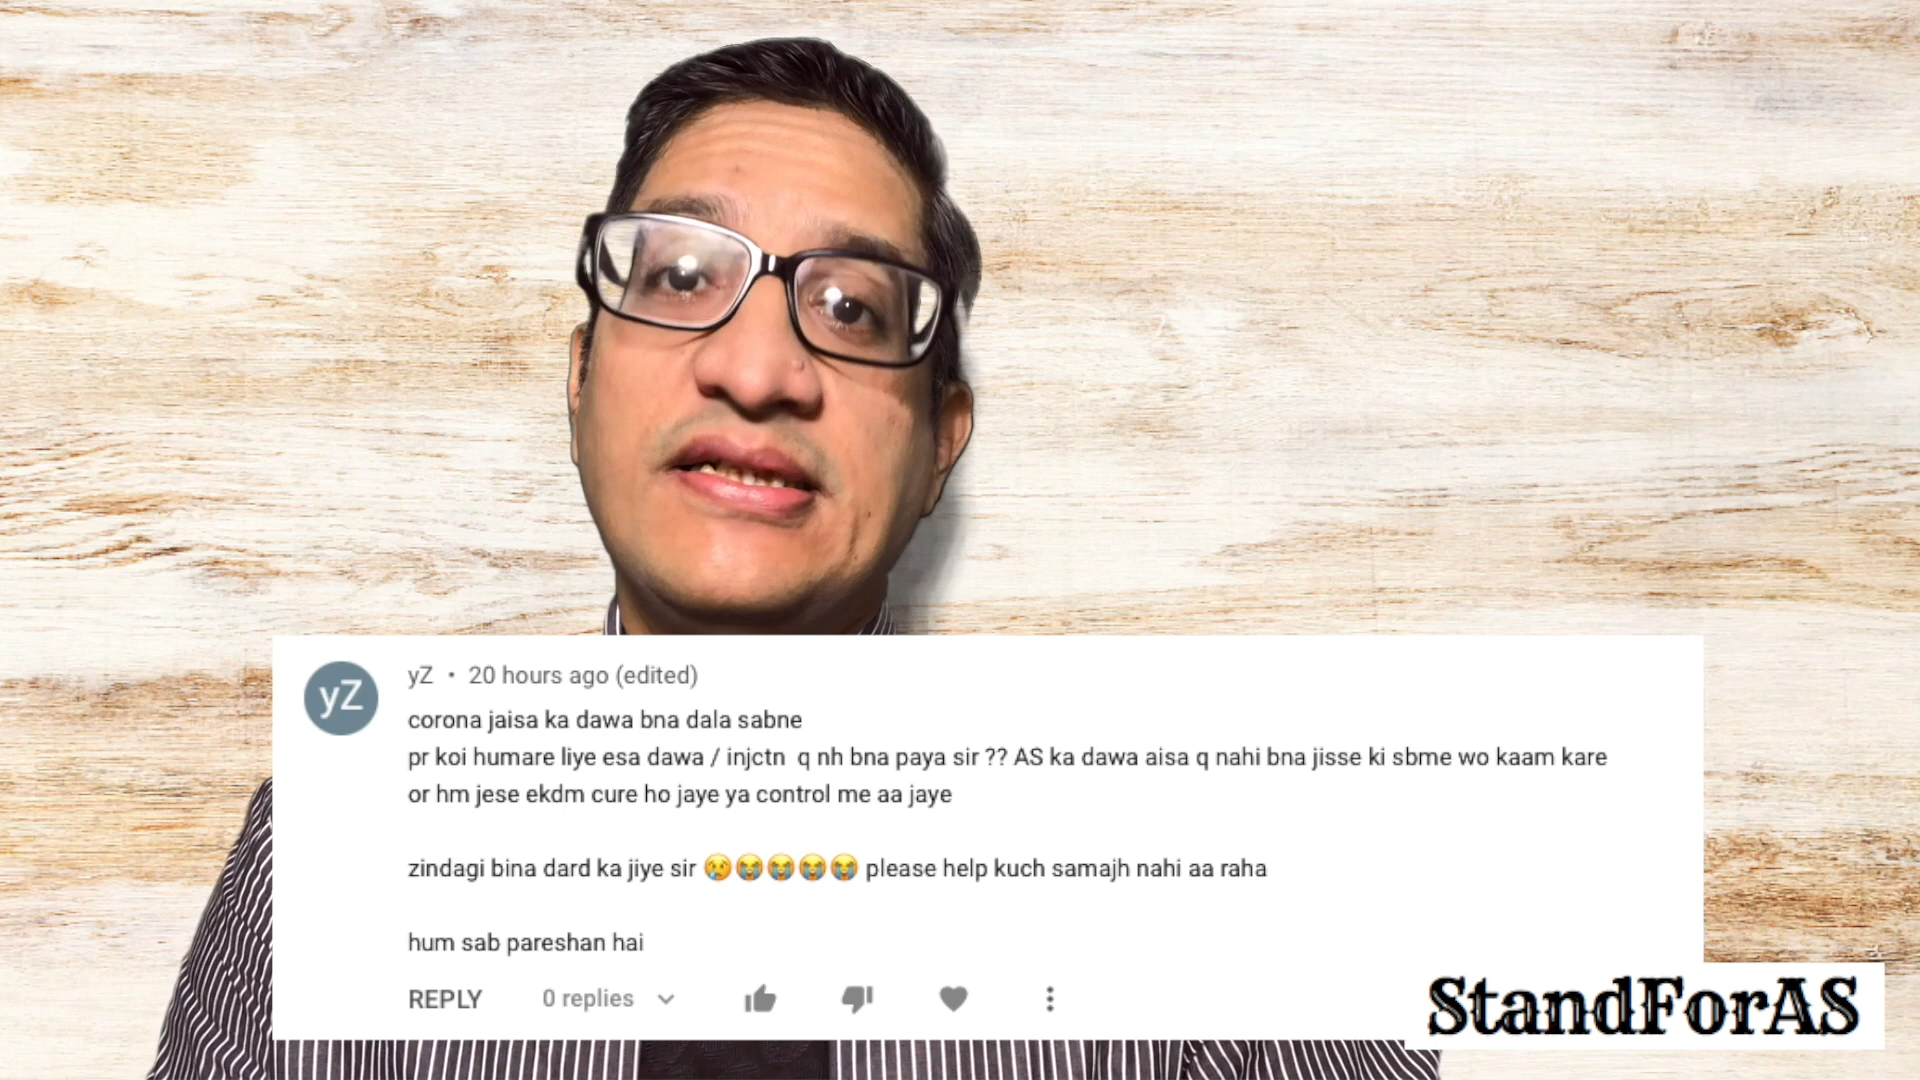 yZ
yZ • 20 hours ago (edited)
corona jaisa ka dawa bna dala sabne
pr koi humare liye esa dawa / injctn q nh bna paya sir ?? AS ka dawa aisa q nahi bna jisse ki sbme wo kaam kare
or hm jese ekdm cure ho jaye ya control me aa jaye
zindagi bina dard ka jiye sir 😢😭😭😭😭 please help kuch samajh nahi aa raha
hum sab pareshan hai
REPLY 0 replies
StandForAS